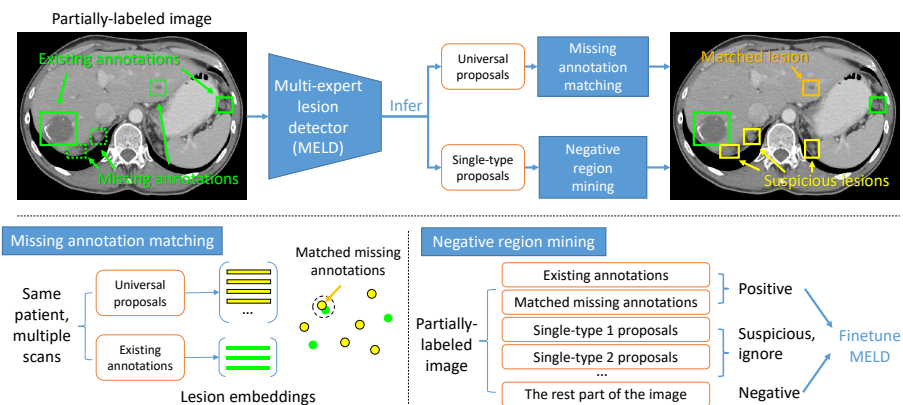 Partially-labeled image
Existing annotations
Missing annotations
Multi-expert
lesion
detector
(MELD)
Infer
Universal
proposals
Missing
annotation
matching
Single-type
proposals
Negative
region
mining
Matched lesion
Suspicious lesions
Missing annotation matching
Same
patient,
multiple
scans
Universal
proposals
Existing
annotations
...
Lesion embeddings
Matched missing
annotations
Negative region mining
Partially-
labeled
image
Existing annotations
Matched missing annotations
Single-type 1 proposals
Single-type 2 proposals
...
The rest part of the image
Positive
Suspicious,
ignore
Negative
Finetune
MELD